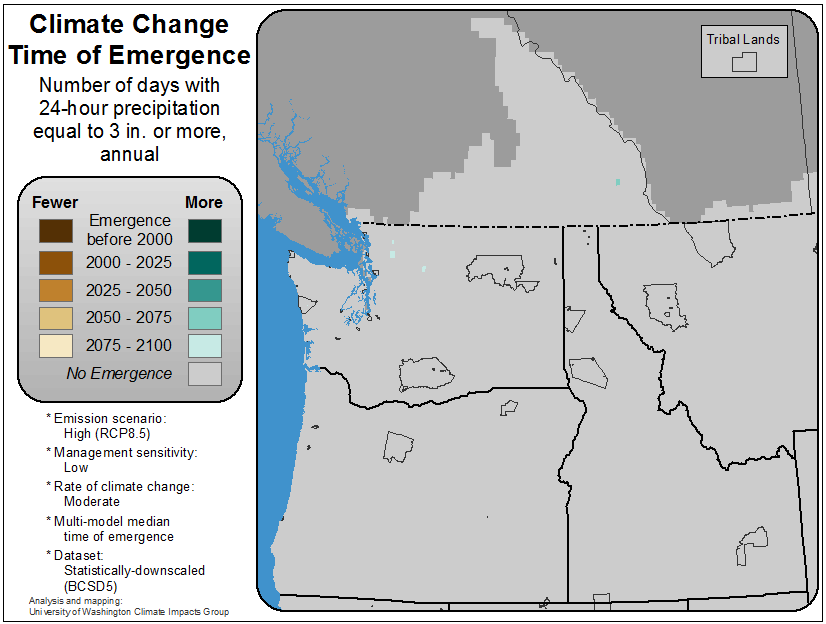 Climate Change
Time of Emergence
Number of days with
24-hour precipitation
equal to 3 in. or more,
annual
Fewer
More
Emergence
before 2000
2000 - 2025
2025 - 2050
2050 - 2075
2075 - 2100
No Emergence
* Emission scenario:
High (RCP8.5)
* Management sensitivity:
Low
* Rate of climate change:
Moderate
* Multi-model median
time of emergence
* Dataset:
Statistically-downscaled
(BCSD5)
Analysis and mapping:
University of Washington Climate Impacts Group
Tribal Lands